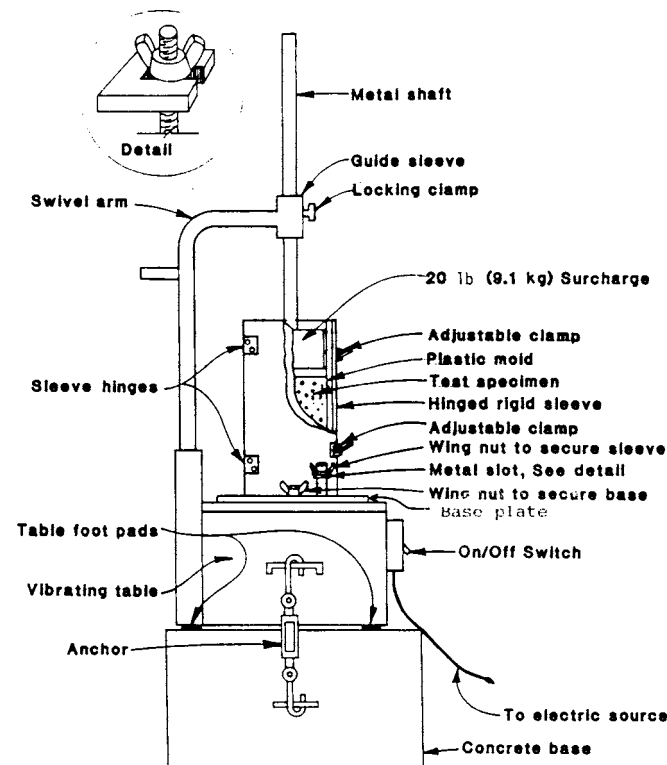 Detail
Metal shaft
Guide sleeve
Locking clamp
Swivel arm
20 lb (9.1 kg) Surcharge
Adjustable clamp
Plastic mold
Teat specimen
Sleeve hinges
Hinged rigid sleeve
Adjustable clamp
Wing nut to secure sleeve
Metal slot, See detail
Wing nut to secure base
Base plate
Table foot pads
On/Off Switch
Vibrating table
Anchor
To electric source
Concrete base